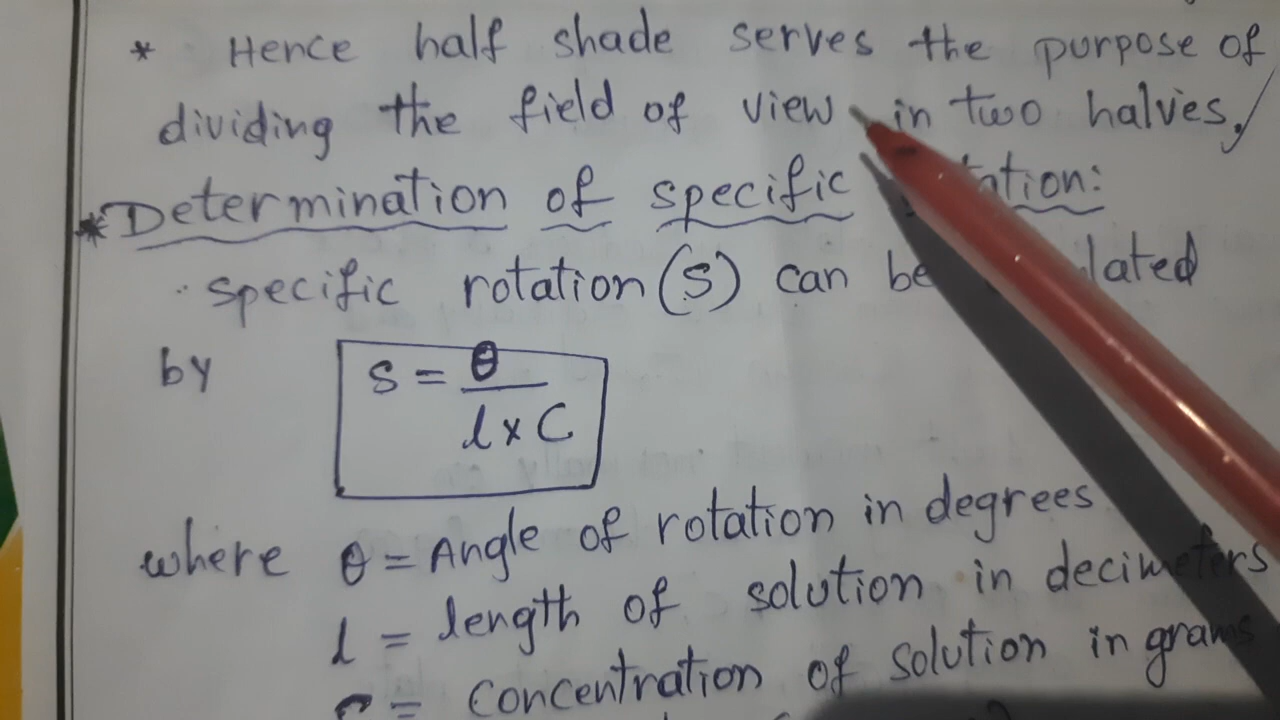 * Hence half shade serves the purpose of
dividing the field of view in two halves.
* Determination of specific
specific rotation (S) can be
by S = θ / l × C
where θ = Angle of rotation in degrees
l = length of solution in decimeters
C = Concentration of solution in grams